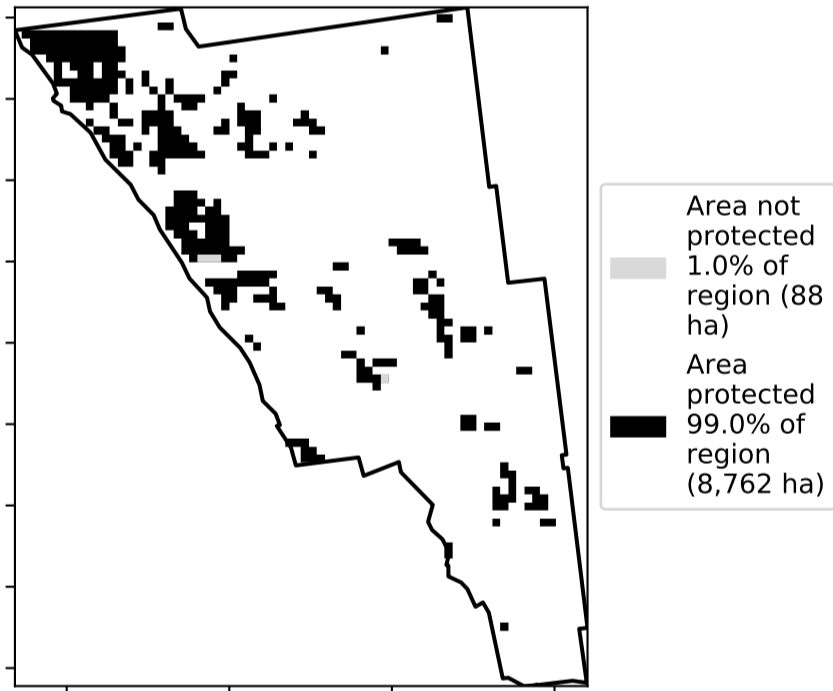 Area not
protected
1.0% of
region (88
ha)
Area
protected
99.0% of
region
(8,762 ha)